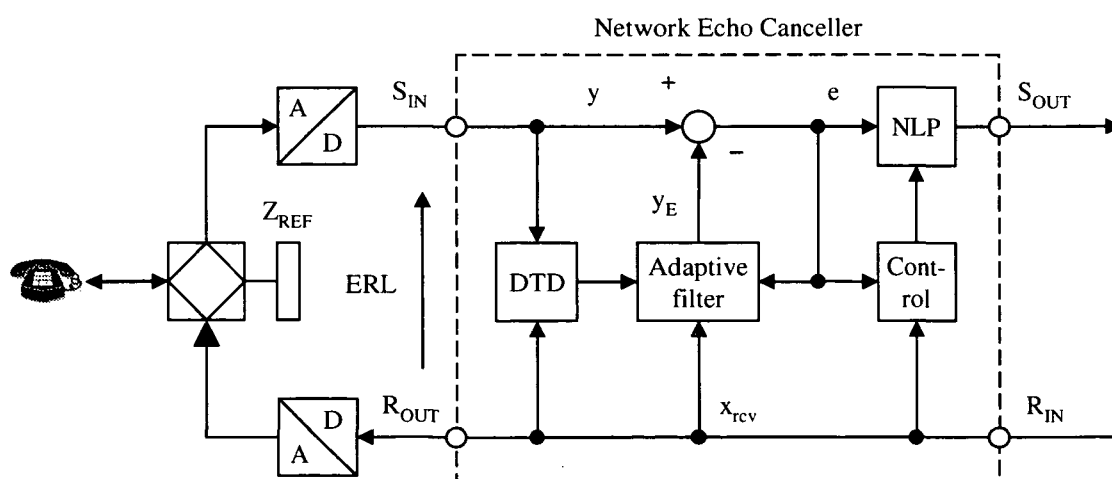 Network Echo Canceller
A
D
S_IN
y
+
e
NLP
S_OUT
−
Z_REF
y_E
ERL
DTD
Adaptive
filter
Cont-
rol
D
A
R_OUT
x_rcv
R_IN